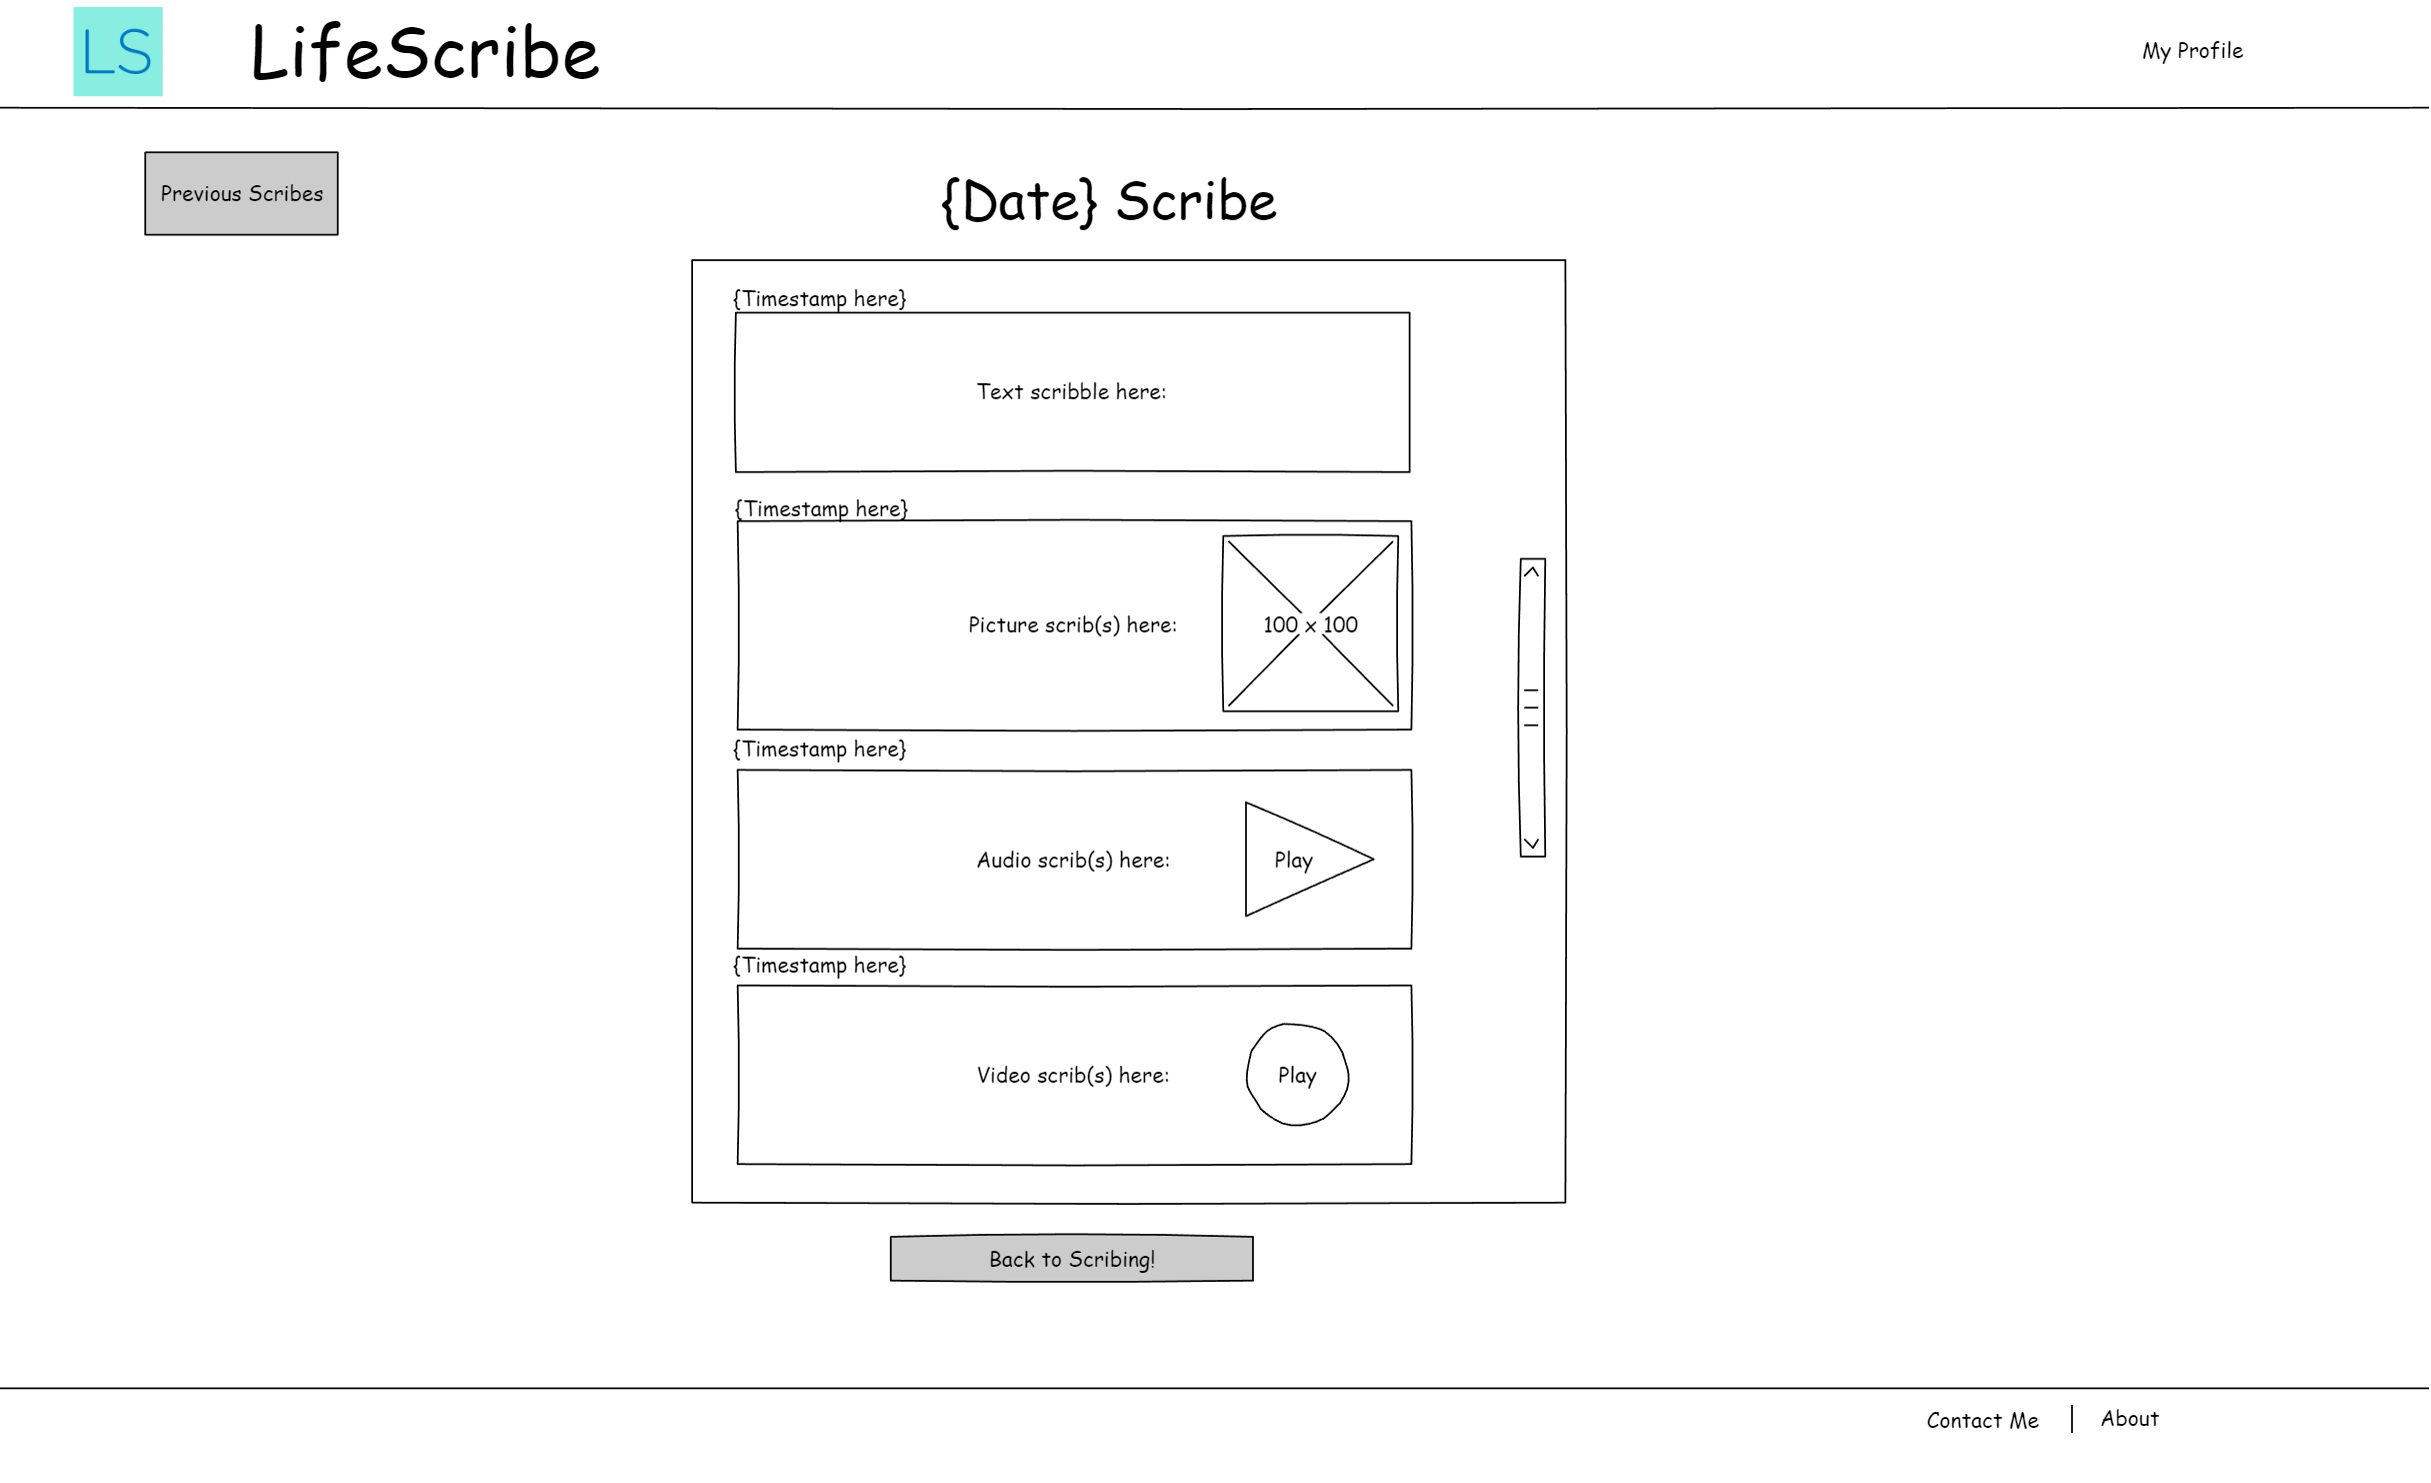 LS
LifeScribe
My Profile
Previous Scribes
{Date} Scribe
{Timestamp here}
Text scribble here:
{Timestamp here}
Picture scrib(s) here:
100 x 100
{Timestamp here}
Audio scrib(s) here:
Play
{Timestamp here}
Video scrib(s) here:
Play
Back to Scribing!
Contact Me
About